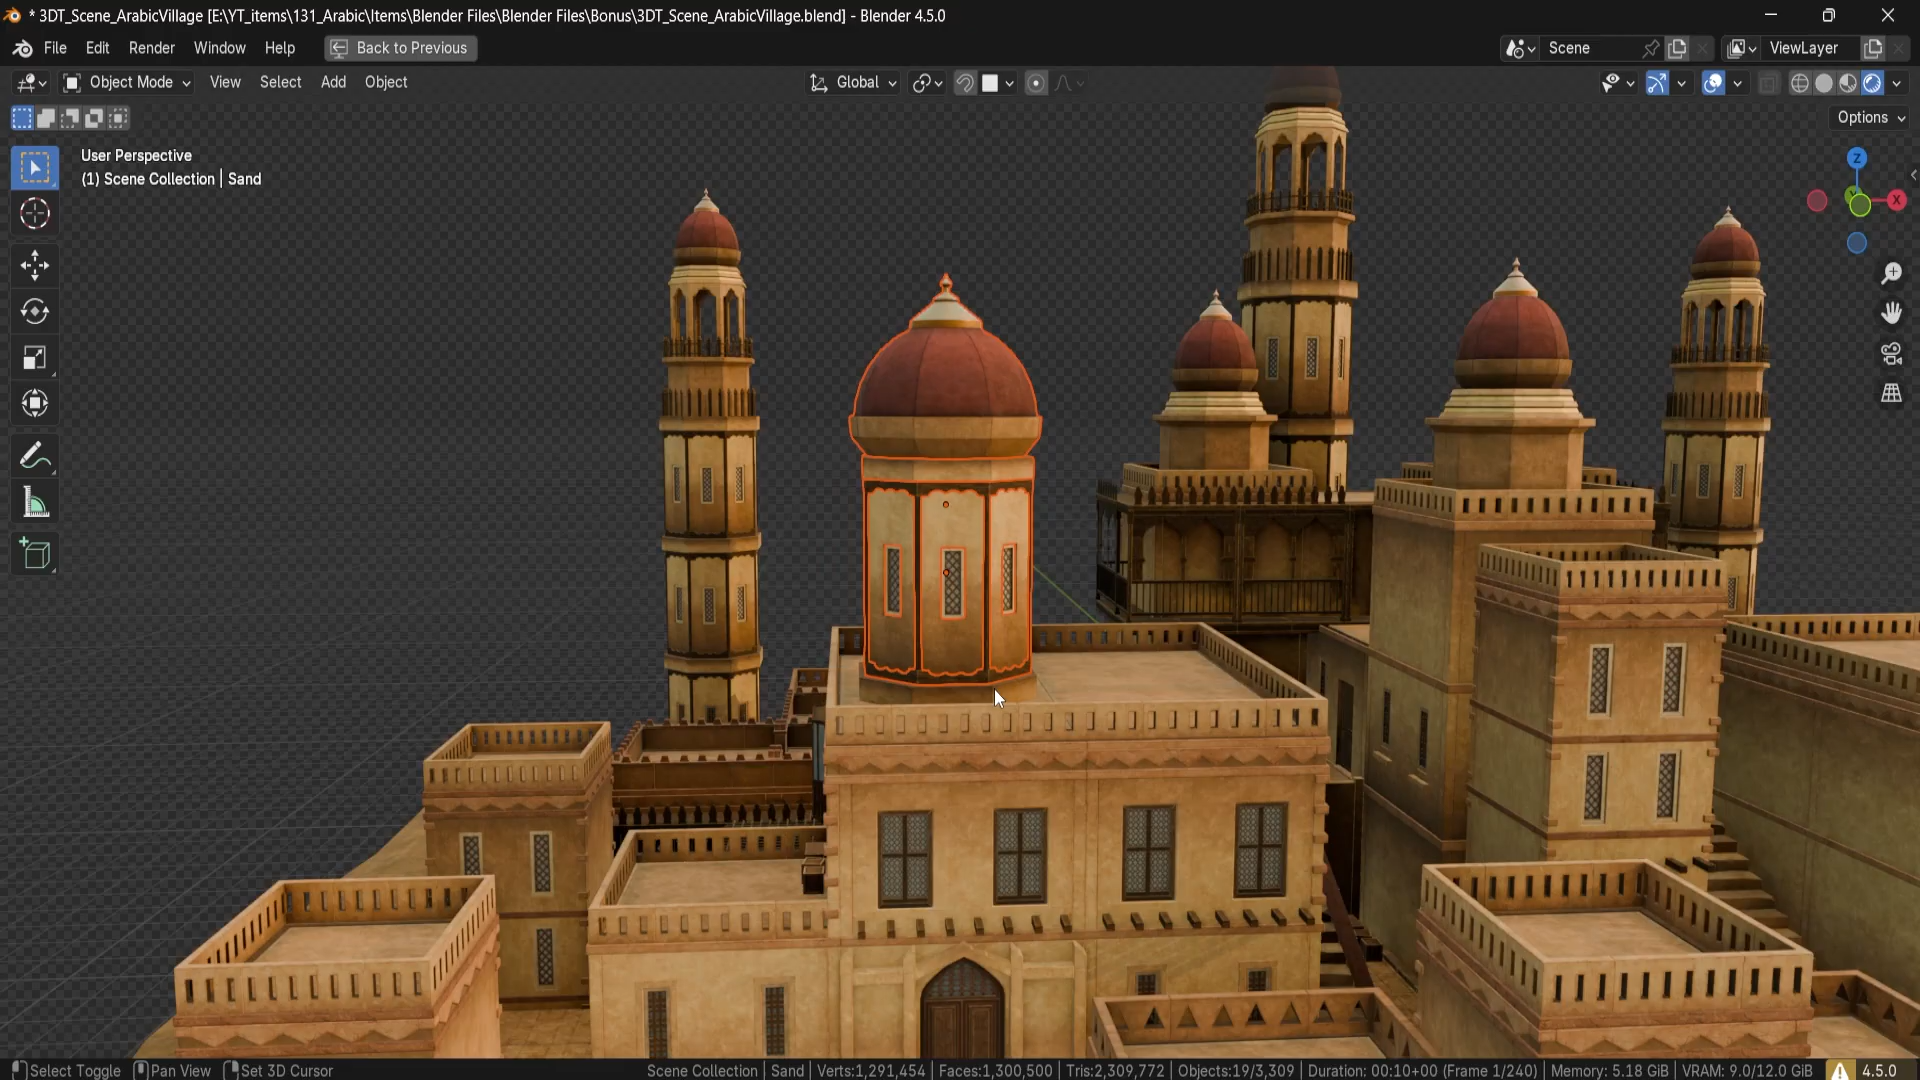 * 3DT_Scene_ArabicVillage [E:\YT_items\131_Arabic\Items\Blender Files\Blender Files\Bonus\3DT_Scene_ArabicVillage.blend] - Blender 4.5.0
File Edit Render Window Help Back to Previous Scene ViewLayer
Object Mode View Select Add Object Global
Options
User Perspective
(1) Scene Collection | Sand
Z
Y
X
Select Toggle Pan View Set 3D Cursor Scene Collection | Sand | Verts:1,291,454 | Faces:1,300,500 | Tris:2,309,772 | Objects:19/3,309 | Duration: 00:10+00 (Frame 1/240) | Memory: 5.18 GiB | VRAM: 9.0/12.0 GiB 4.5.0